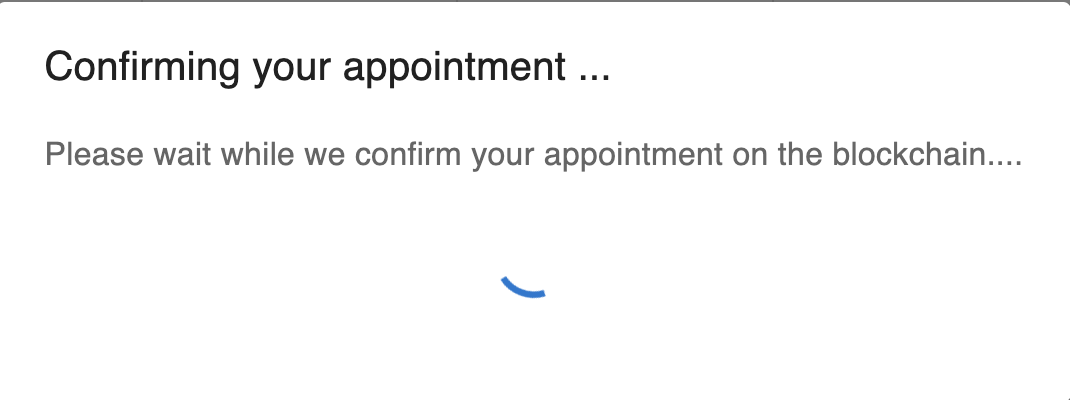 Confirming your appointment ...
Please wait while we confirm your appointment on the blockchain....